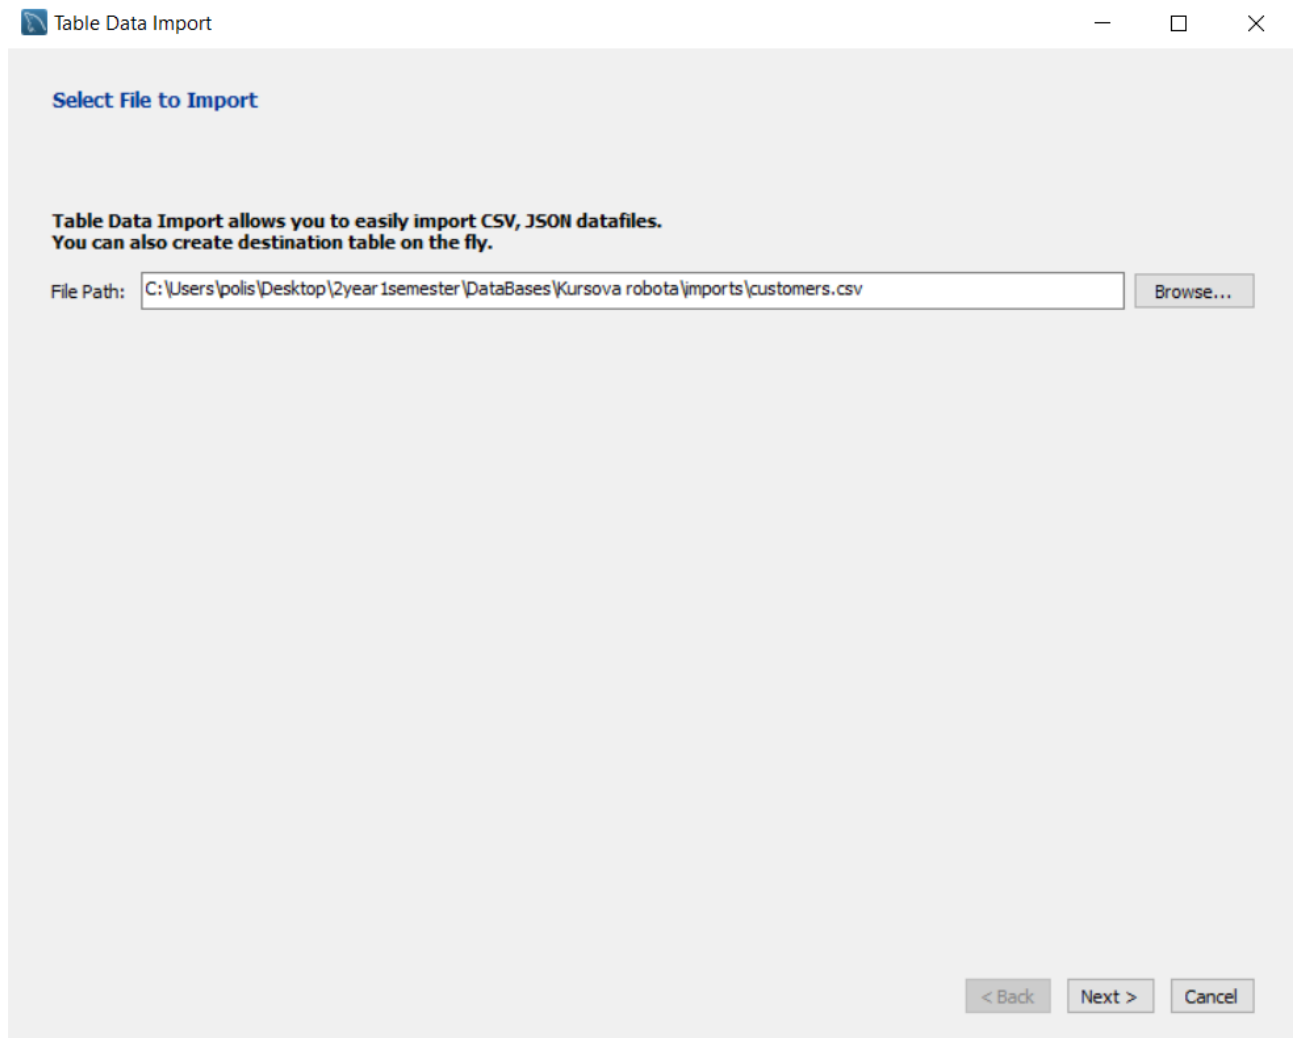 Table Data Import
Select File to Import
Table Data Import allows you to easily import CSV, JSON datafiles.
You can also create destination table on the fly.
File Path: C:\Users\polis\Desktop\2year1semester\DataBases\Kursova robota\imports\customers.csv Browse...
< Back Next > Cancel